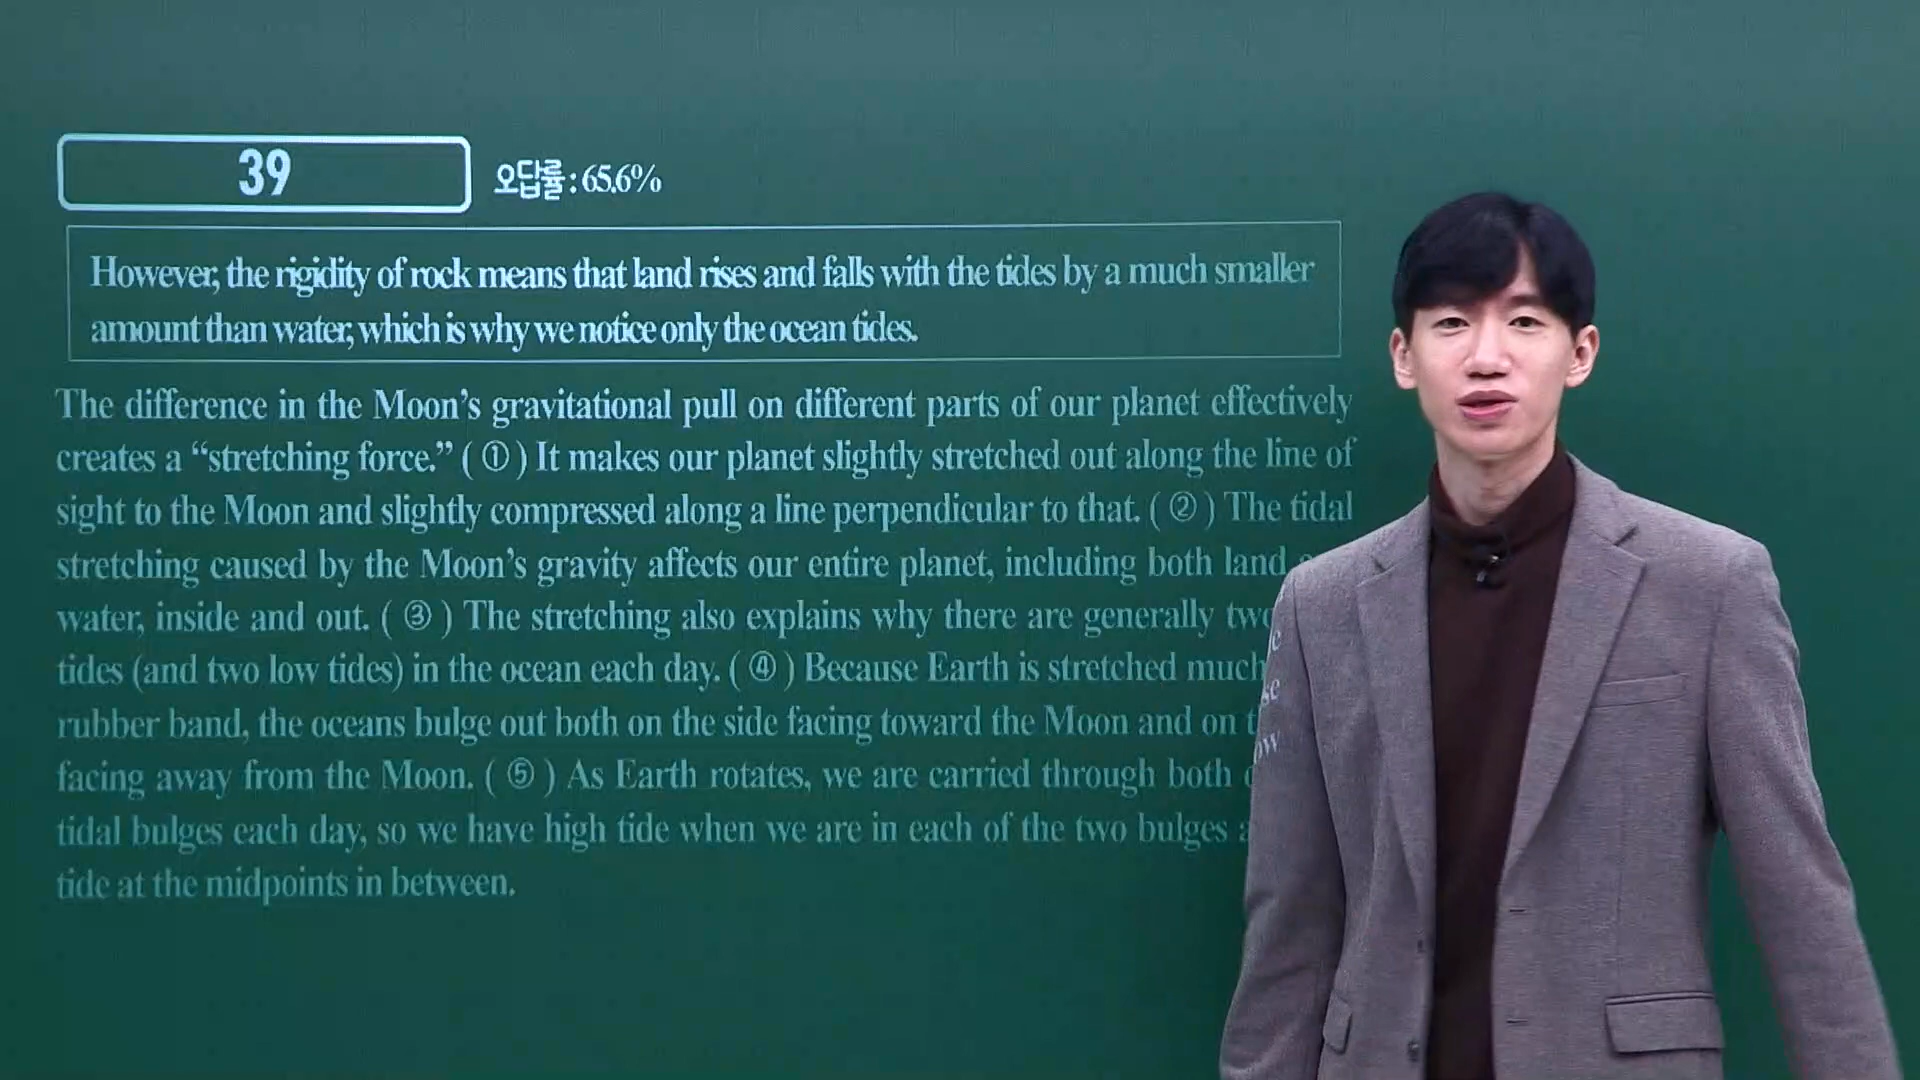 39
오답률 : 65.6%
However, the rigidity of rock means that land rises and falls with the tides by a much smaller
amount than water, which is why we notice only the ocean tides.
The difference in the Moon's gravitational pull on different parts of our planet effectively
creates a “stretching force.” ( ① ) It makes our planet slightly stretched out along the line of
sight to the Moon and slightly compressed along a line perpendicular to that. ( ② ) The tidal
stretching caused by the Moon's gravity affects our entire planet, including both land
water, inside and out. ( ③ ) The stretching also explains why there are generally two
tides (and two low tides) in the ocean each day. ( ④ ) Because Earth is stretched much
rubber band, the oceans bulge out both on the side facing toward the Moon and on
facing away from the Moon. ( ⑤ ) As Earth rotates, we are carried through both
tidal bulges each day, so we have high tide when we are in each of the two bulges
tide at the midpoints in between.